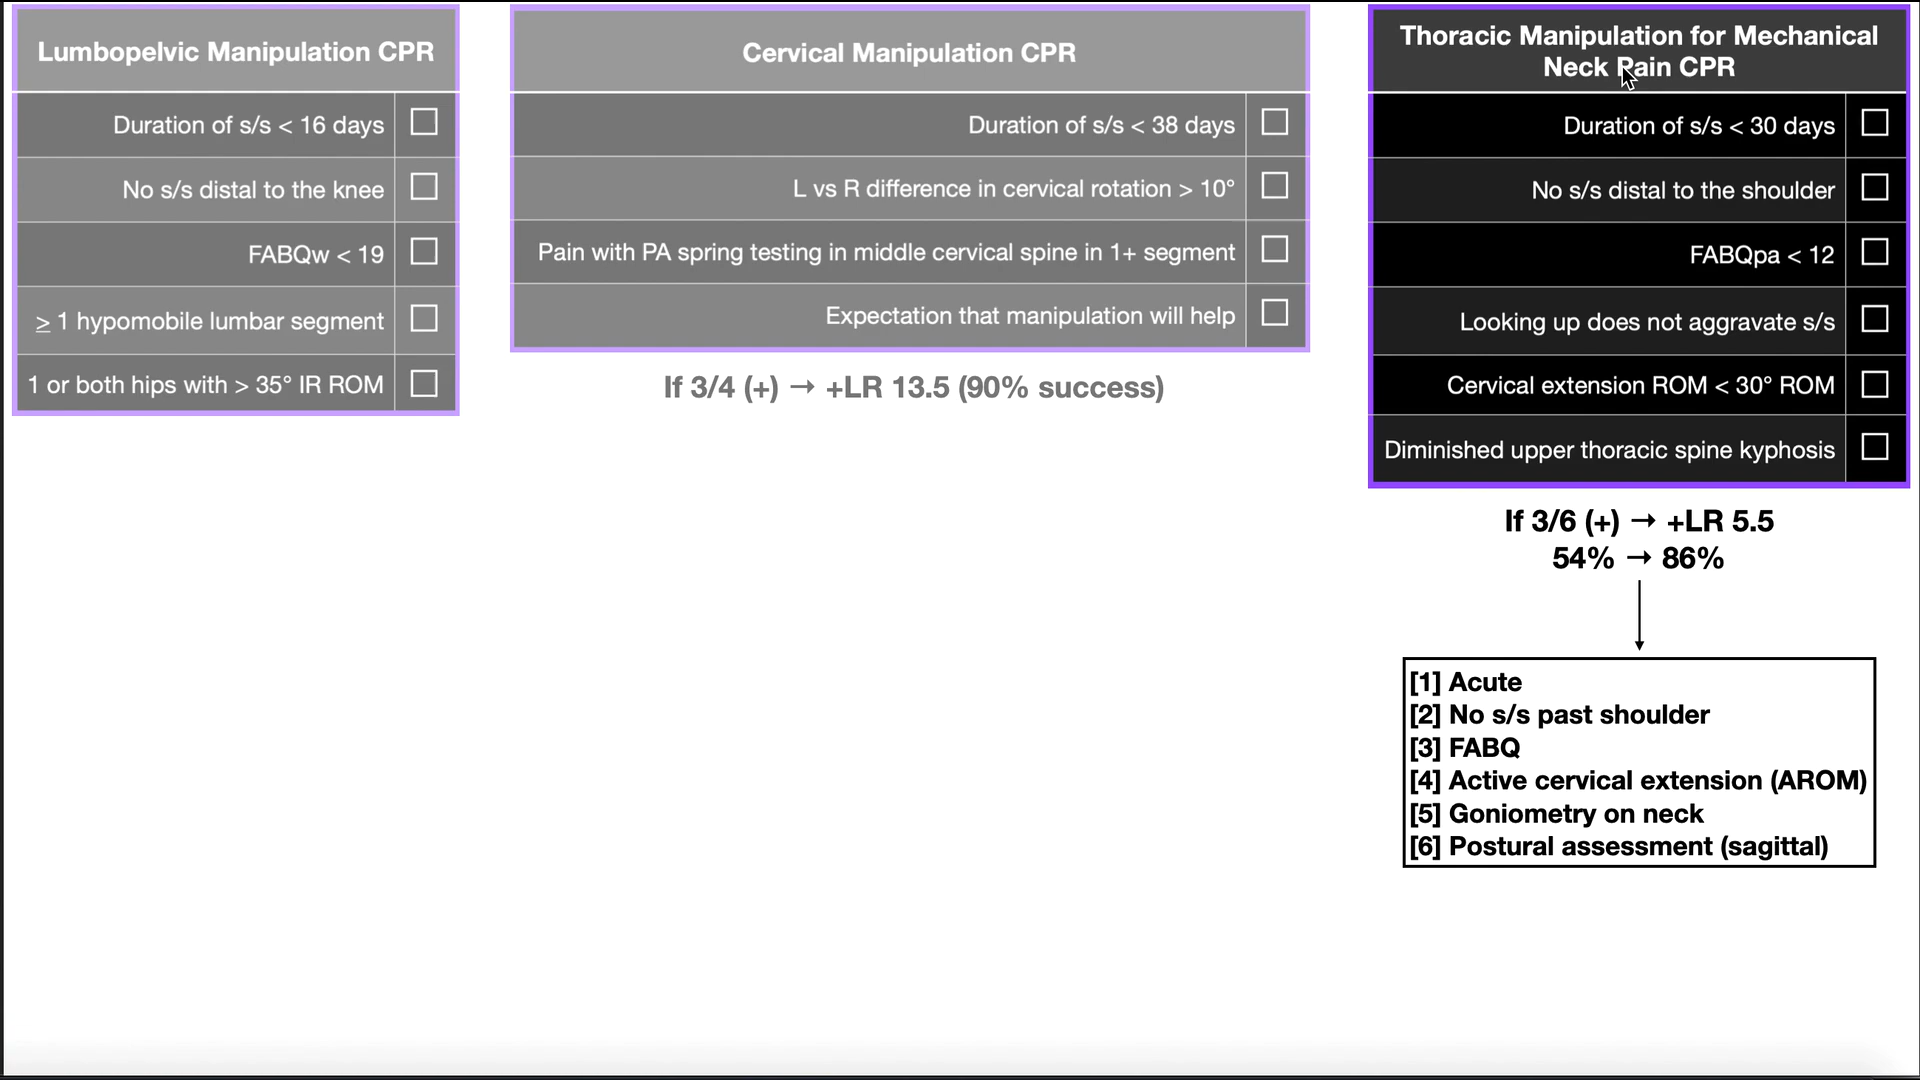 Lumbopelvic Manipulation CPR
Duration of s/s < 16 days
No s/s distal to the knee
FABQw < 19
≥ 1 hypomobile lumbar segment
1 or both hips with > 35° IR ROM
Cervical Manipulation CPR
Duration of s/s < 38 days
L vs R difference in cervical rotation > 10°
Pain with PA spring testing in middle cervical spine in 1+ segment
Expectation that manipulation will help
If 3/4 (+) → +LR 13.5 (90% success)
Thoracic Manipulation for Mechanical
Neck Pain CPR
Duration of s/s < 30 days
No s/s distal to the shoulder
FABQpa < 12
Looking up does not aggravate s/s
Cervical extension ROM < 30° ROM
Diminished upper thoracic spine kyphosis
If 3/6 (+) → +LR 5.5
54% → 86%
[1] Acute
[2] No s/s past shoulder
[3] FABQ
[4] Active cervical extension (AROM)
[5] Goniometry on neck
[6] Postural assessment (sagittal)